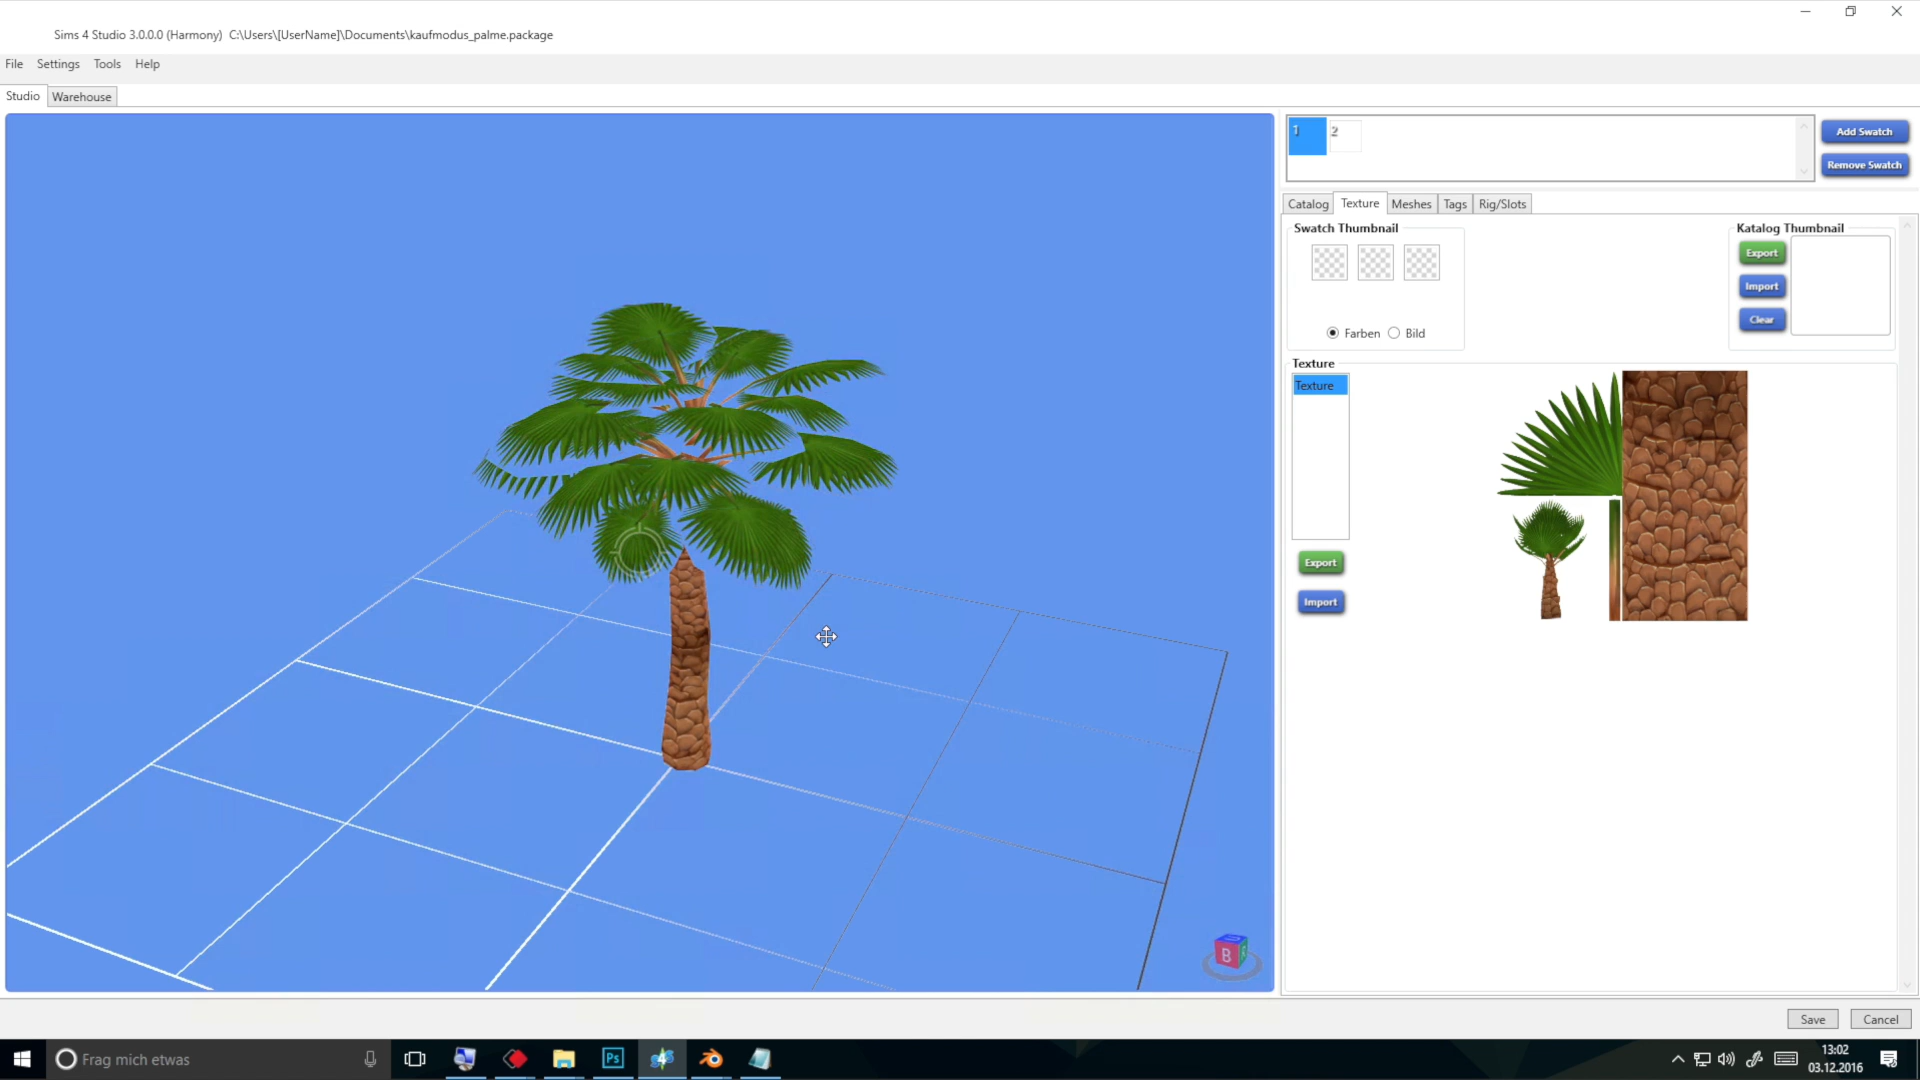 Sims 4 Studio 3.0.0.0 (Harmony) C:\Users\[UserName]\Documents\kaufmodus_palme.package
File Settings Tools Help
Studio Warehouse
1 2
Add Swatch
Remove Swatch
Catalog Texture Meshes Tags Rig/Slots
Swatch Thumbnail
Farben Bild
Katalog Thumbnail
Export
Import
Clear
Texture
Texture
Export
Import
B
Save Cancel
Frag mich etwas
Ps
4
13:02
03.12.2016